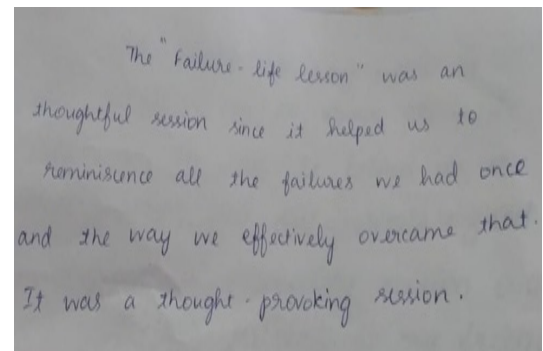 The "Failure - life lesson" was an
thoughtful session since it helped us to
reminiscence all the failures we had once
and the way we effectively overcame that.
It was a thought - provoking session.